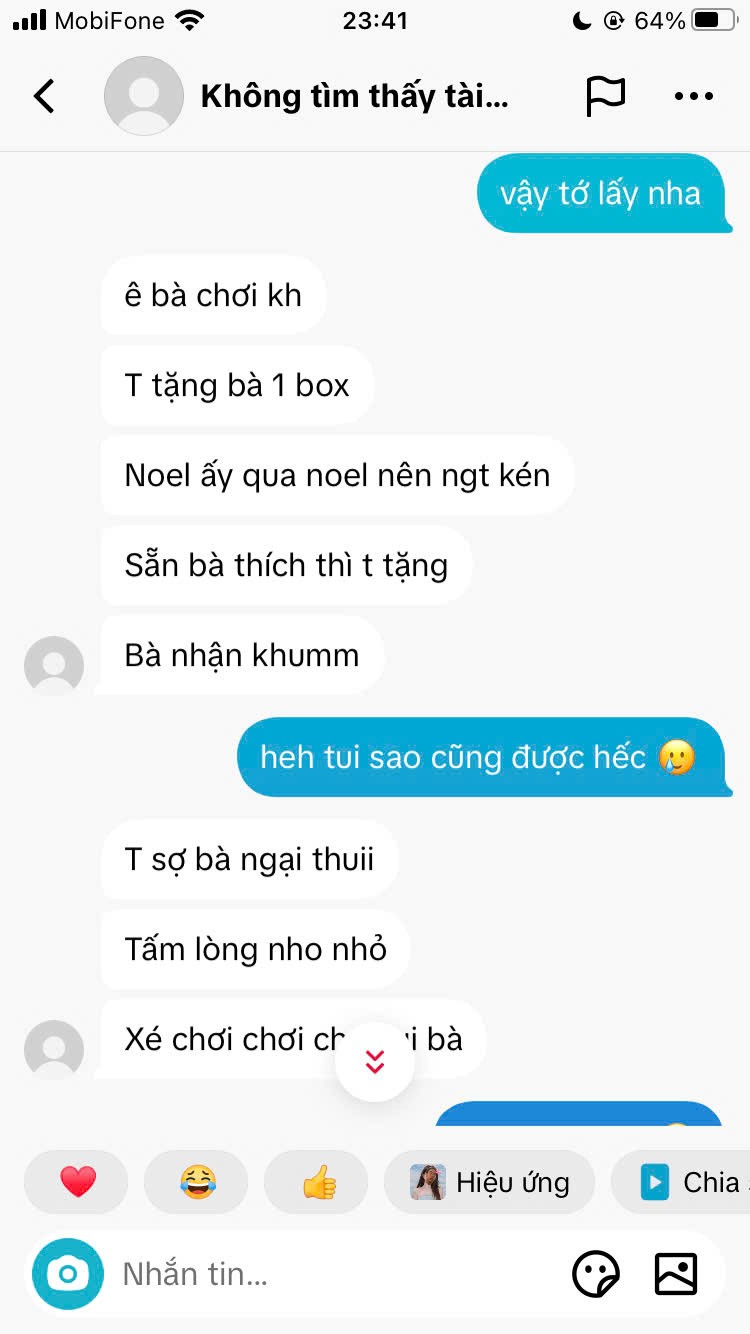 MobiFone 23:41 64%
Không tìm thấy tài...
vậy tớ lấy nha
ê bà chơi kh
T tặng bà 1 box
Noel ấy qua noel nên ngt kén
Sẵn bà thích thì t tặng
Bà nhận khumm
heh tui sao cũng được hếc 🥲
T sợ bà ngại thuii
Tấm lòng nho nhỏ
Xé chơi chơi bà
Hiệu ứng Chia
Nhắn tin...